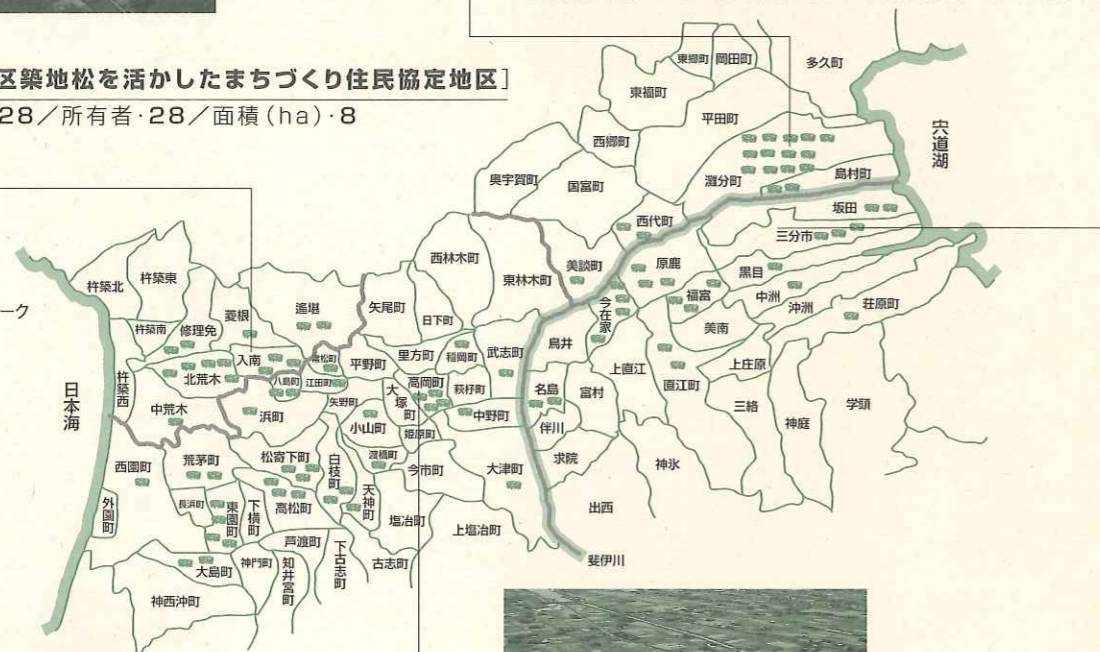 区築地松を活かしたまちづくり住民協定地区］
28／所有者・28／面積（ha）・8
東郷町
岡田町
多久町
東福町
平田町
宍道湖
西郷町
奥宇賀町
国富町
灘分町
島村町
西代町
坂田
三分市
西林木町
東林木町
美談町
原鹿
黒目
杵築北
杵築東
遙堪
矢尾町
日下町
今在家
福富
中洲
沖洲
荘原町
ーク
杵築南
修理免
菱根
美南
入南
常松町
平野町
里方町
稲岡町
武志町
鳥井
上直江
上庄原
日本海
杵築西
北荒木
八島町
江田町
大塚町
高岡町
萩杼町
名島
富村
直江町
中荒木
浜町
矢野町
小山町
中野町
伴川
三絡
神庭
学頭
姫原町
西園町
荒茅町
松寄下町
白枝町
渡橋町
今市町
大津町
求院
神氷
外園町
長浜町
東園町
下横町
高松町
天神町
塩冶町
上塩冶町
出西
芦渡町
下古志町
古志町
斐伊川
大島町
神門町
知井宮町
神西沖町